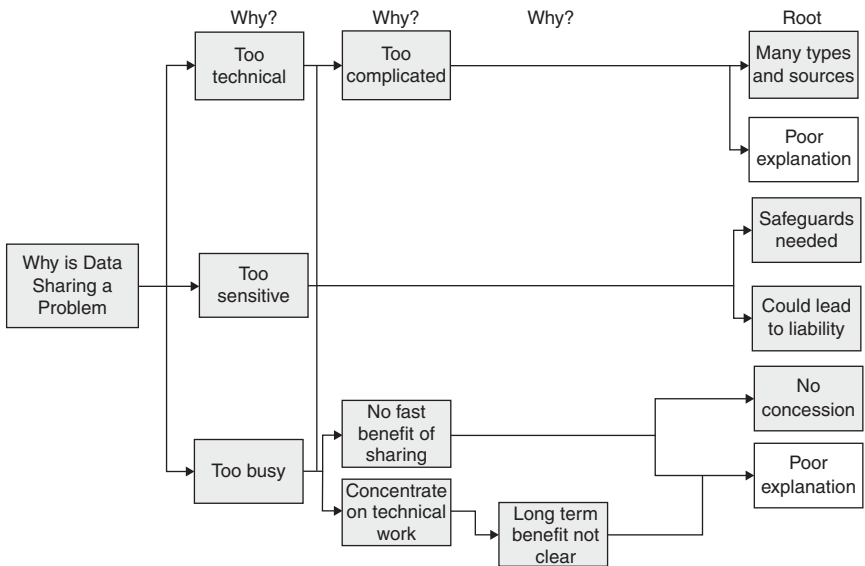 Why?
Why?
Why?
Root
Too
technical
Too
complicated
Many types
and sources
Poor
explanation
Why is Data
Sharing a
Problem
Too
sensitive
Safeguards
needed
Could lead
to liability
Too busy
No fast
benefit of
sharing
No
concession
Concentrate
on technical
work
Long term
benefit not
clear
Poor
explanation